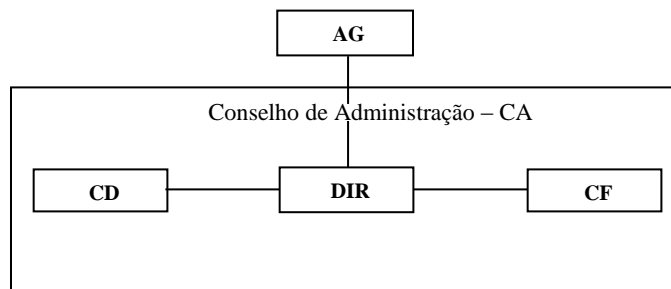 AG
Conselho de Administração – CA
CD
DIR
CF